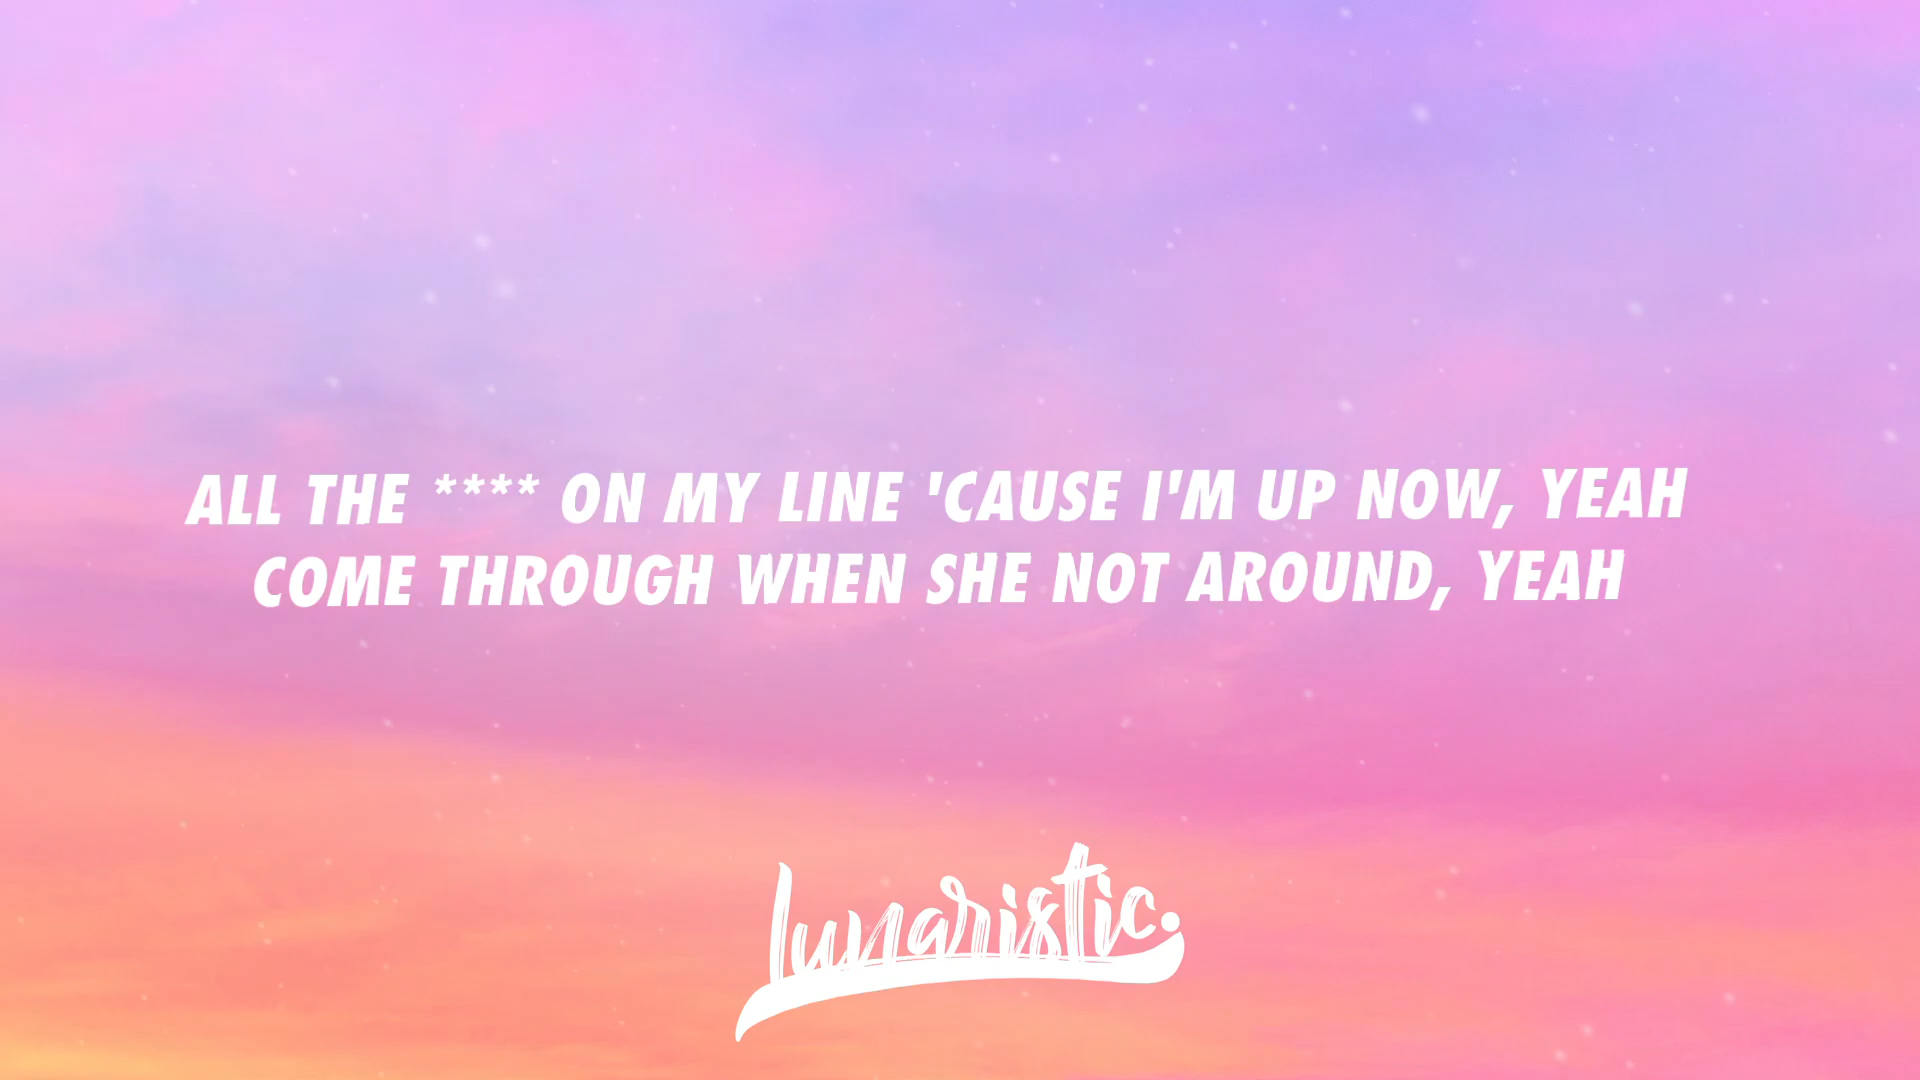 ALL THE **** ON MY LINE 'CAUSE I'M UP NOW, YEAH
COME THROUGH WHEN SHE NOT AROUND, YEAH
lunaristic.